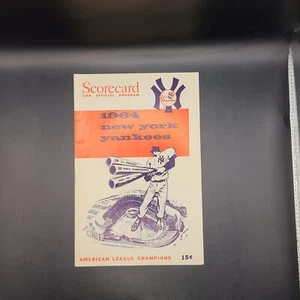 Scorecard
AND OFFICIAL PROGRAM
1964
new york
yankees
AMERICAN LEAGUE CHAMPIONS 15¢